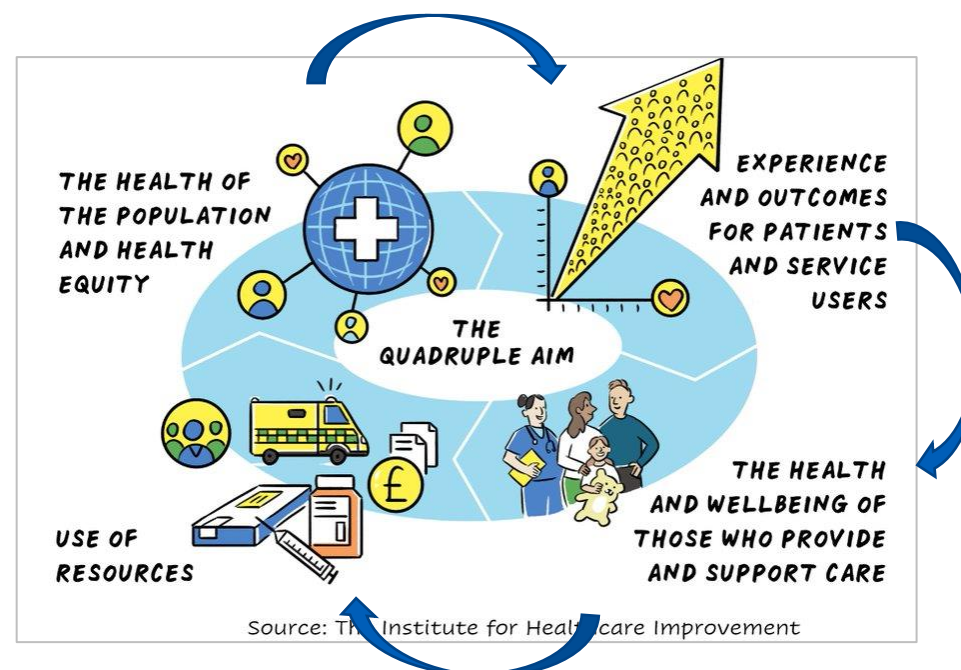 THE HEALTH OF
THE POPULATION
AND HEALTH
EQUITY
EXPERIENCE
AND OUTCOMES
FOR PATIENTS
AND SERVICE
USERS
THE
QUADRUPLE AIM
£
USE OF
RESOURCES
THE HEALTH
AND WELLBEING OF
THOSE WHO PROVIDE
AND SUPPORT CARE
Source: The Institute for Healthcare Improvement